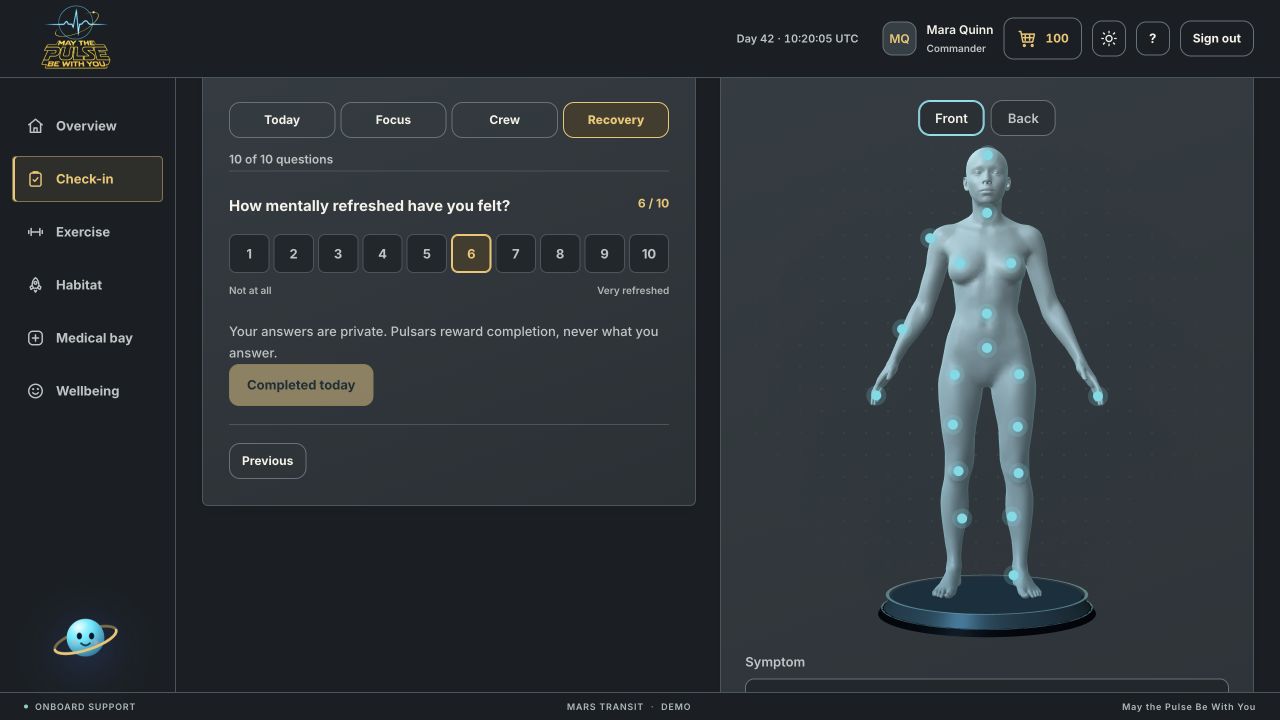 MAY THE
PULSE
BE WITH YOU
Day 42 · 10:20:05 UTC
MQ
Mara Quinn
Commander
100
?
Sign out
Overview
Check-in
Exercise
Habitat
Medical bay
Wellbeing
Today
Focus
Crew
Recovery
10 of 10 questions
How mentally refreshed have you felt?
6 / 10
1 2 3 4 5 6 7 8 9 10
Not at all
Very refreshed
Your answers are private. Pulsars reward completion, never what you
answer.
Completed today
Previous
Front
Back
Symptom
ONBOARD SUPPORT
MARS TRANSIT · DEMO
May the Pulse Be With You